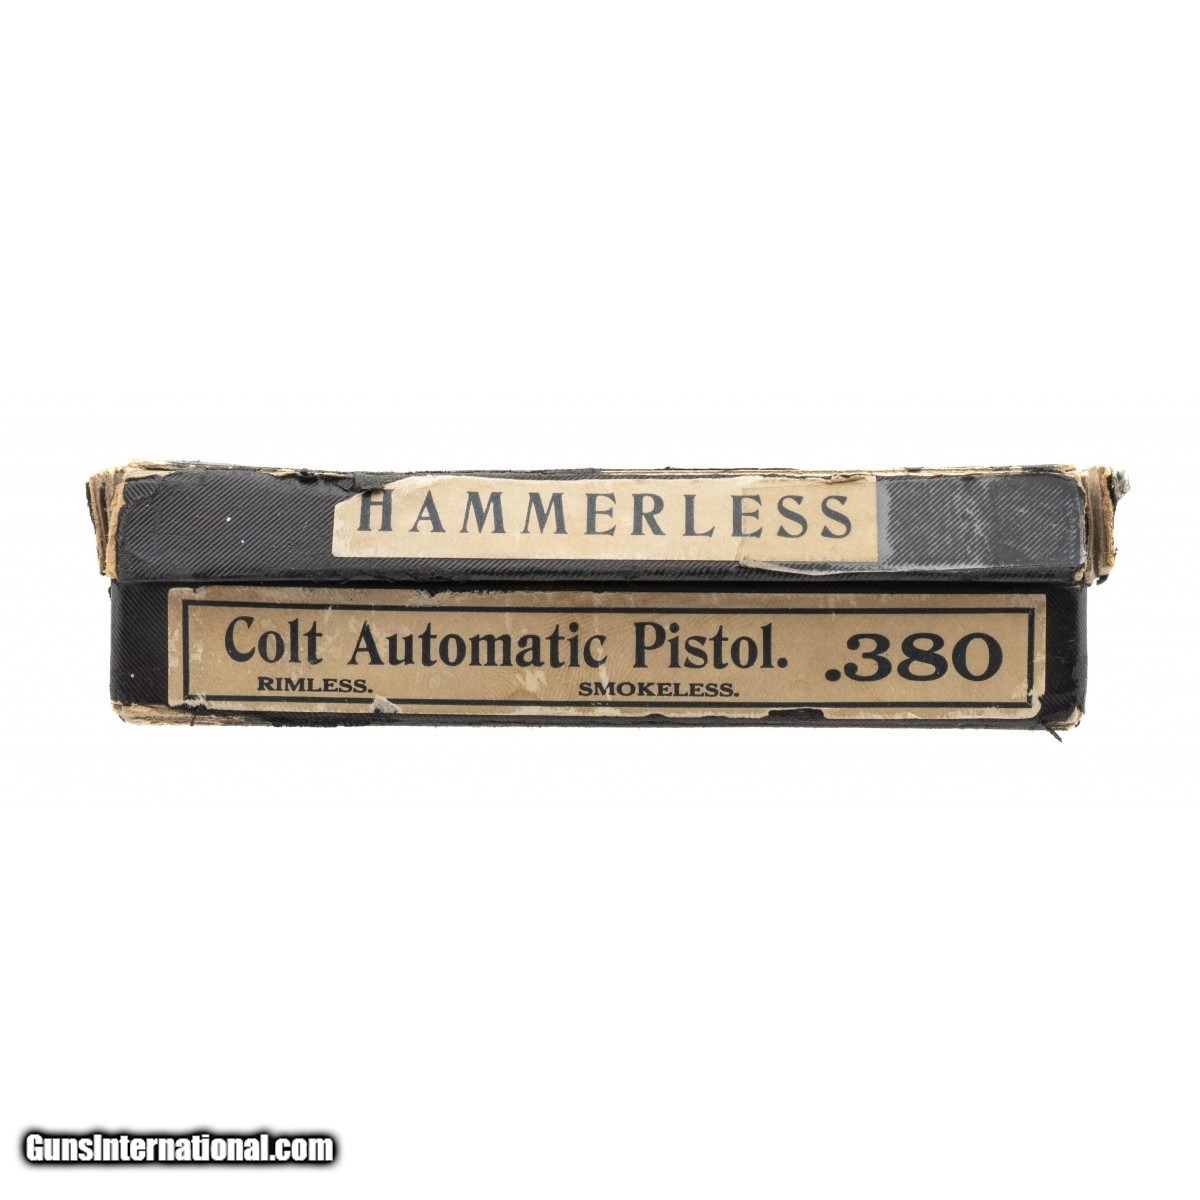 HAMMERLESS
Colt Automatic Pistol. .380
RIMLESS. SMOKELESS.
GunsInternational.com